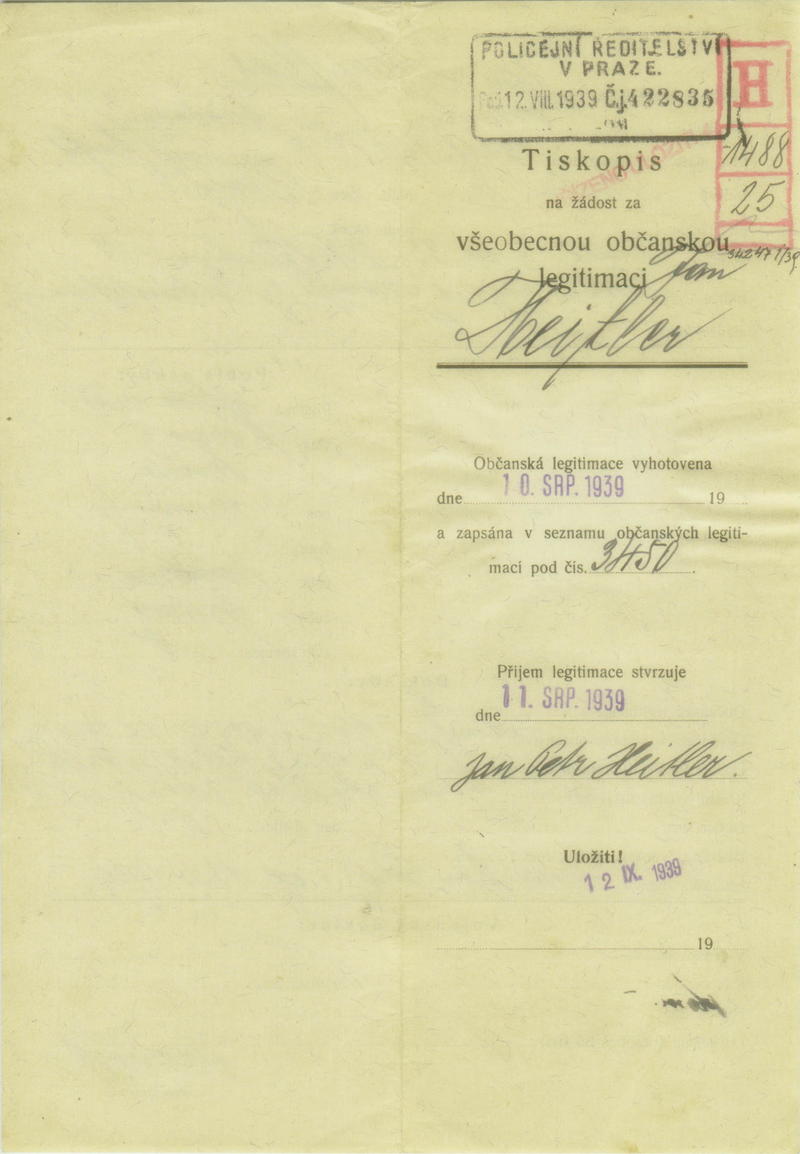 POLICEJNÍ ŘEDITELSTVÍ
V PRAZE.
12. VIII. 1939 Č.j. 422835
H
1488
25
Tiskopis
na žádost za
všeobecnou občanskou
legitimaci Jan
Heitler
Občanská legitimace vyhotovena
dne 10. SRP. 1939 19
a zapsána v seznamu občanských legiti-
mací pod čís. 3450.
Přijem legitimace stvrzuje
dne 11. SRP. 1939
Jan Petr Heitler.
Uložiti!
12 IX. 1939
19